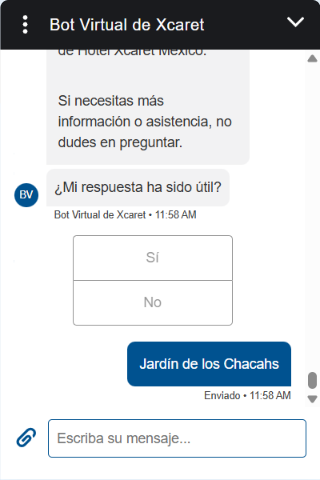 Bot Virtual de Xcaret
de Hotel Xcaret México.
Si necesitas más
información o asistencia, no
dudes en preguntar.
¿Mi respuesta ha sido útil?
BV
Bot Virtual de Xcaret • 11:58 AM
Sí
No
Jardín de los Chacahs
Enviado • 11:58 AM
Escriba su mensaje...